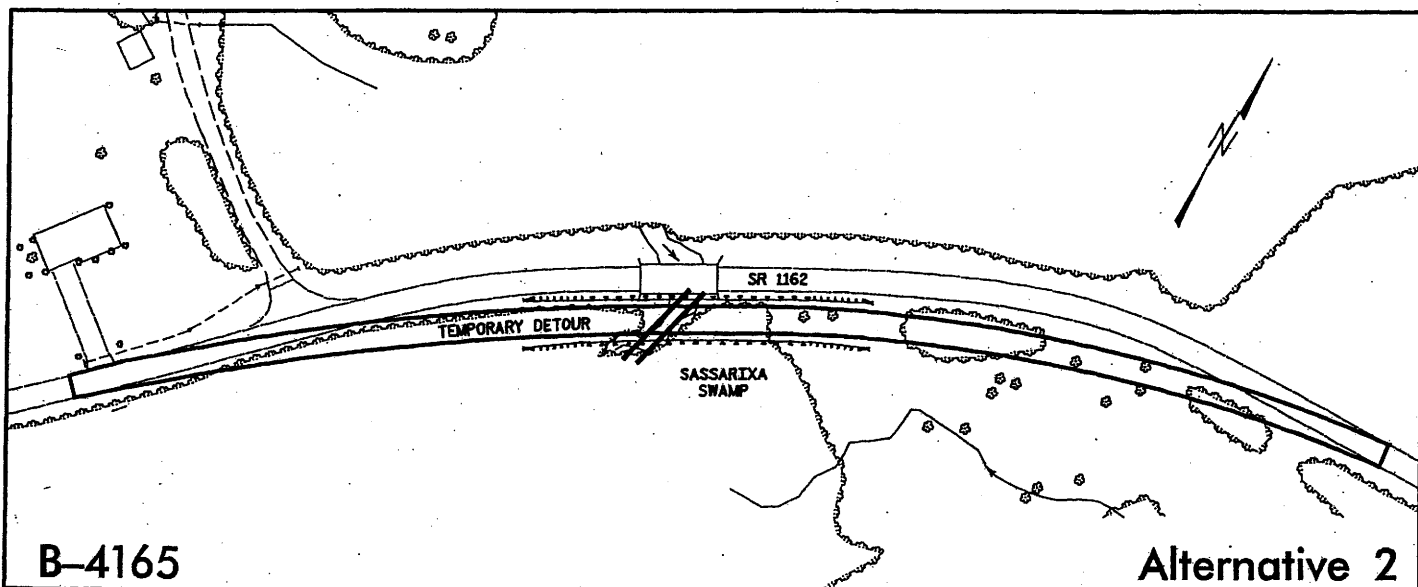 N
SR 1162
TEMPORARY DETOUR
SASSARIXA
SWAMP
B-4165
Alternative 2